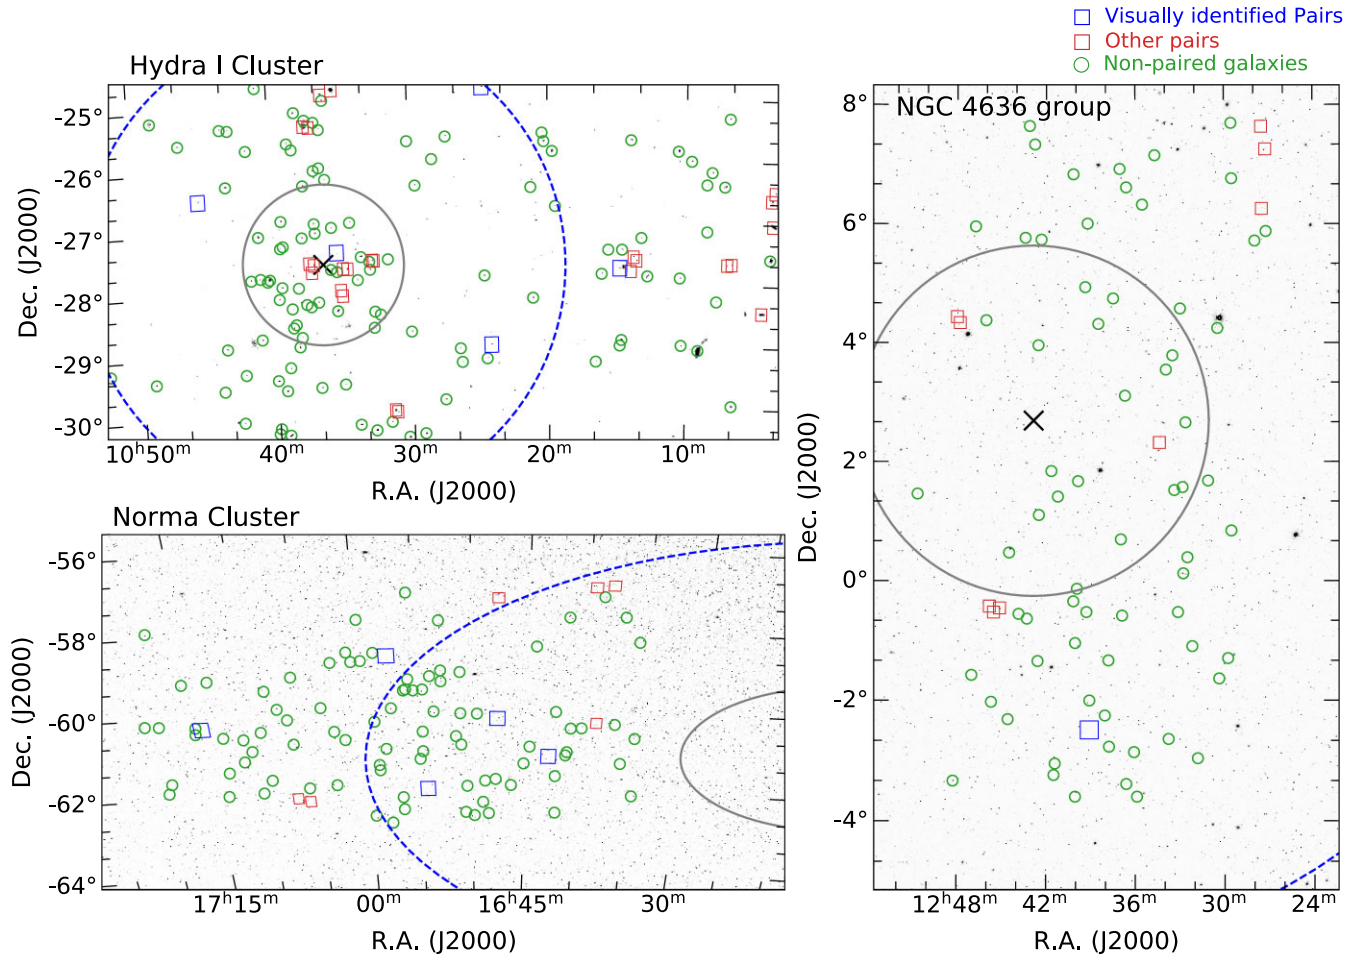 Visually identified Pairs
Other pairs
Non-paired galaxies
Hydra I Cluster
-25°
-26°
-27°
-28°
-29°
-30°
Dec. (J2000)
10ʰ50ᵐ 40ᵐ 30ᵐ 20ᵐ 10ᵐ
R.A. (J2000)
Norma Cluster
-56°
-58°
-60°
-62°
-64°
Dec. (J2000)
17ʰ15ᵐ 00ᵐ 16ʰ45ᵐ 30ᵐ
R.A. (J2000)
NGC 4636 group
8°
6°
4°
2°
0°
-2°
-4°
Dec. (J2000)
12ʰ48ᵐ 42ᵐ 36ᵐ 30ᵐ 24ᵐ
R.A. (J2000)